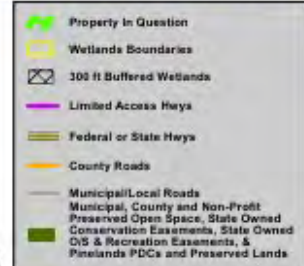 Property In Question
Wetlands Boundaries
300 ft Buffered Wetlands
Limited Access Hwys
Federal or State Hwys
County Roads
Municipal/Local Roads
Municipal, County and Non-Profit
Preserved Open Space, State Owned
Conservation Easements, State Owned
O/S & Recreation Easements, &
Pinelands PDCs and Preserved Lands